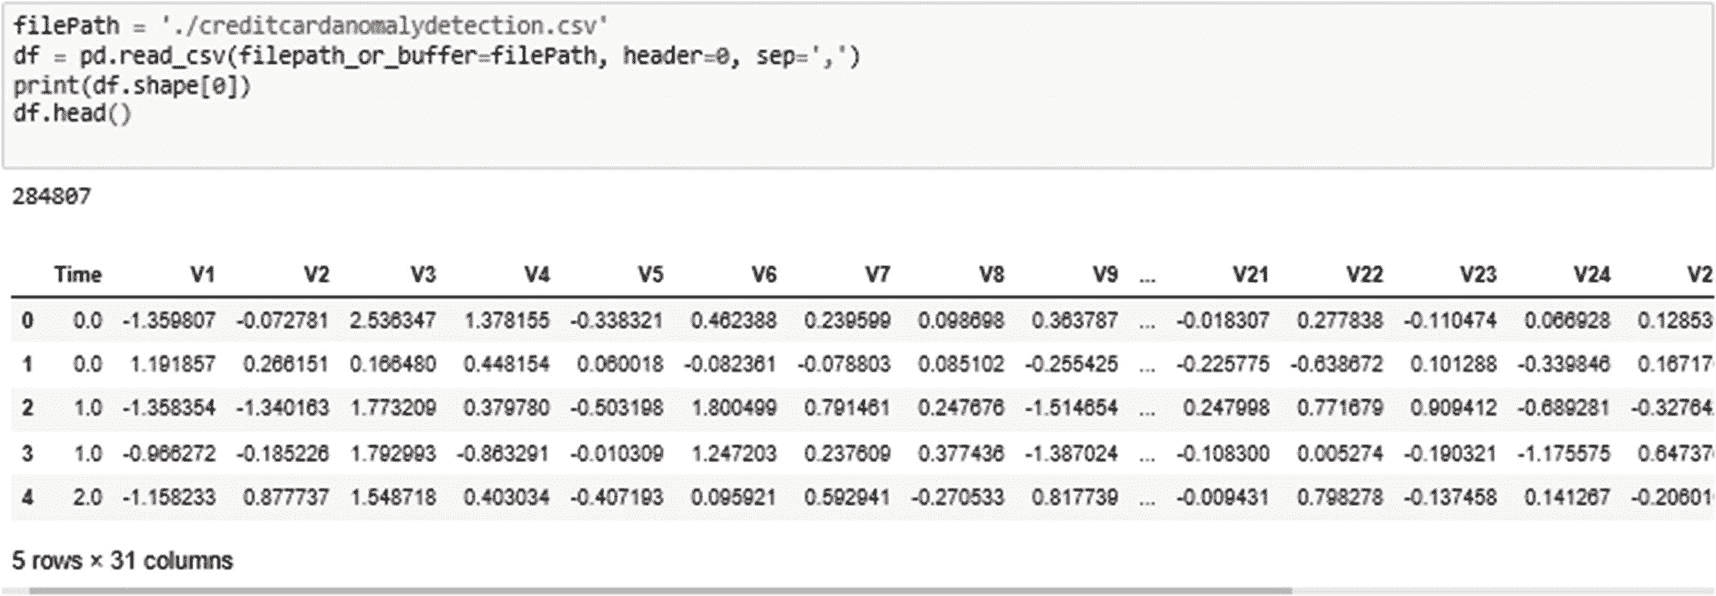 filePath = './creditcardanomalydetection.csv'
df = pd.read_csv(filepath_or_buffer=filePath, header=0, sep=',')
print(df.shape[0])
df.head()
284807
Time V1 V2 V3 V4 V5 V6 V7 V8 V9 ... V21 V22 V23 V24 V2
0 0.0 -1.359807 -0.072781 2.536347 1.378155 -0.338321 0.462388 0.239599 0.098698 0.363787 ... -0.018307 0.277838 -0.110474 0.066928 0.12853
1 0.0 1.191857 0.266151 0.166480 0.448154 0.060018 -0.082361 -0.078803 0.085102 -0.255425 ... -0.225775 -0.638672 0.101288 -0.339846 0.16717
2 1.0 -1.358354 -1.340163 1.773209 0.379780 -0.503198 1.800499 0.791461 0.247676 -1.514654 ... 0.247998 0.771679 0.909412 -0.689281 -0.32764
3 1.0 -0.966272 -0.185226 1.792993 -0.863291 -0.010309 1.247203 0.237609 0.377436 -1.387024 ... -0.108300 0.005274 -0.190321 -1.175575 0.64737
4 2.0 -1.158233 0.877737 1.548718 0.403034 -0.407193 0.095921 0.592941 -0.270533 0.817739 ... -0.009431 0.798278 -0.137458 0.141267 -0.20601
5 rows × 31 columns